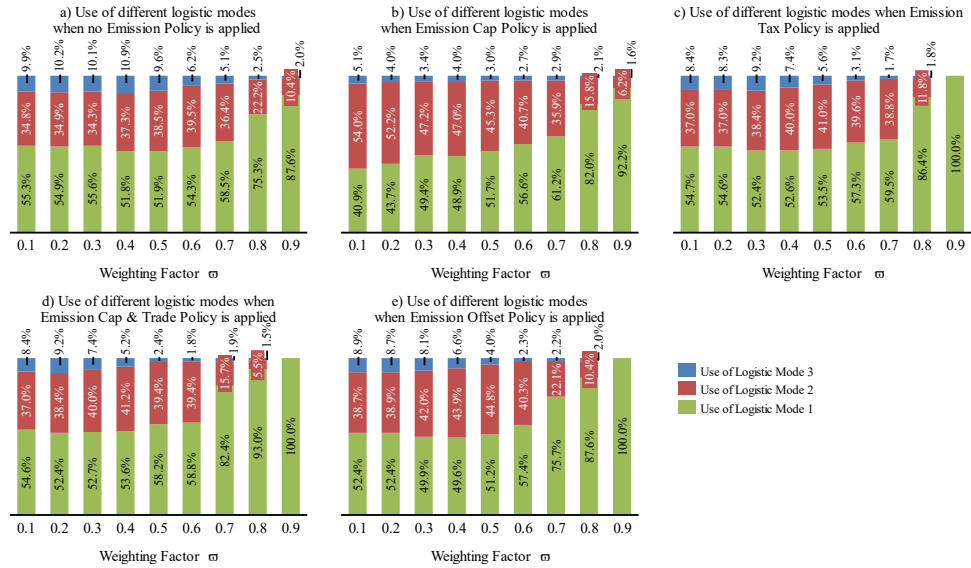 a) Use of different logistic modes
when no Emission Policy is applied
9.9% 10.2% 10.1% 10.9% 9.6% 6.2% 5.1% 2.5% 2.0%
34.8% 34.9% 34.3% 37.3% 38.5% 39.5% 36.4% 22.2% 10.4%
55.3% 54.9% 55.6% 51.8% 51.9% 54.3% 58.5% 75.3% 87.6%
0.1 0.2 0.3 0.4 0.5 0.6 0.7 0.8 0.9
Weighting Factor ϖ
b) Use of different logistic modes
when Emission Cap Policy is applied
5.1% 4.0% 3.4% 4.0% 3.0% 2.7% 2.9% 2.1% 1.6%
54.0% 52.2% 47.2% 47.0% 45.3% 40.7% 35.9% 15.8% 6.2%
40.9% 43.7% 49.4% 48.9% 51.7% 56.6% 61.2% 82.0% 92.2%
0.1 0.2 0.3 0.4 0.5 0.6 0.7 0.8 0.9
Weighting Factor ϖ
c) Use of different logistic modes when Emission
Tax Policy is applied
8.4% 8.3% 9.2% 7.4% 5.6% 3.1% 1.7% 1.8%
37.0% 37.0% 38.4% 40.0% 41.0% 39.6% 38.8% 11.8%
54.7% 54.6% 52.4% 52.6% 53.5% 57.3% 59.5% 86.4% 100.0%
0.1 0.2 0.3 0.4 0.5 0.6 0.7 0.8 0.9
Weighting Factor ϖ
d) Use of different logistic modes when
Emission Cap & Trade Policy is applied
8.4% 9.2% 7.4% 5.2% 2.4% 1.8% 1.9% 1.5%
37.0% 38.4% 40.0% 41.2% 39.4% 39.4% 15.7% 5.5%
54.6% 52.4% 52.7% 53.6% 58.2% 58.8% 82.4% 93.0% 100.0%
0.1 0.2 0.3 0.4 0.5 0.6 0.7 0.8 0.9
Weighting Factor ϖ
e) Use of different logistic modes
when Emission Offset Policy is applied
8.9% 8.7% 8.1% 6.6% 4.0% 2.3% 2.2% 2.0%
38.7% 38.9% 42.0% 43.9% 44.8% 40.3% 22.1% 10.4%
52.4% 52.4% 49.9% 49.6% 51.2% 57.4% 75.7% 87.6% 100.0%
0.1 0.2 0.3 0.4 0.5 0.6 0.7 0.8 0.9
Weighting Factor ϖ
Use of Logistic Mode 3
Use of Logistic Mode 2
Use of Logistic Mode 1